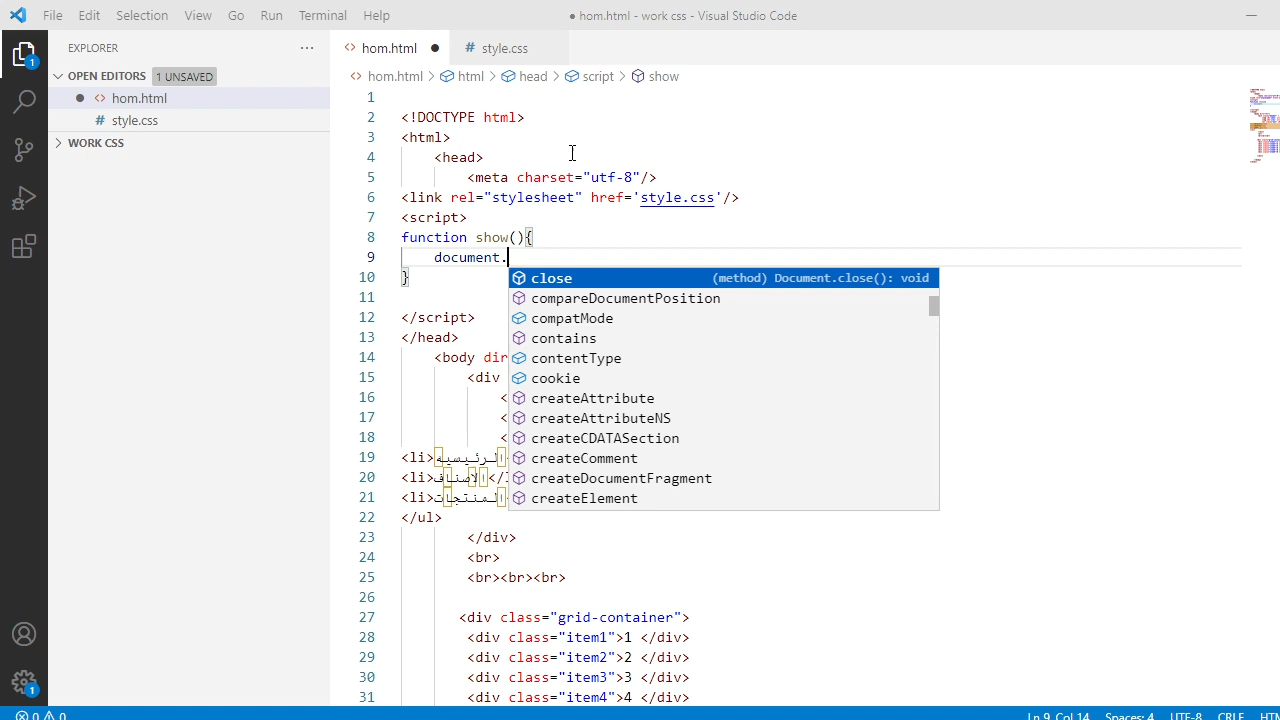 File Edit Selection View Go Run Terminal Help
● hom.html - work css - Visual Studio Code
EXPLORER ···
OPEN EDITORS 1 UNSAVED
hom.html
style.css
WORK CSS
1
1
hom.html ● # style.css
hom.html > html > head > script > show
1
2 <!DOCTYPE html>
3 <html>
4 <head>
5 <meta charset="utf-8"/>
6 <link rel="stylesheet" href='style.css'/>
7 <script>
8 function show(){
9 document.
10 }
11
12 </script>
13 </head>
14 <body dir
15 <div
16 <
17 <
18 <
19 <li>الرئيسيه
20 <li>الاصناف</l
21 <li>المنتجات
22 </ul>
23 </div>
24 <br>
25 <br><br><br>
26
27 <div class="grid-container">
28 <div class="item1">1 </div>
29 <div class="item2">2 </div>
30 <div class="item3">3 </div>
31 <div class="item4">4 </div>
close (method) Document.close(): void
compareDocumentPosition
compatMode
contains
contentType
cookie
createAttribute
createAttributeNS
createCDATASection
createComment
createDocumentFragment
createElement
0 0 Ln 9, Col 14 Spaces: 4 UTF-8 CRLF